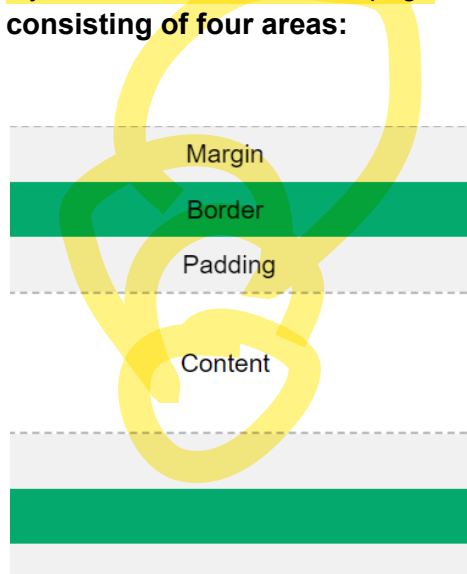 consisting of four areas:
Margin
Border
Padding
Content